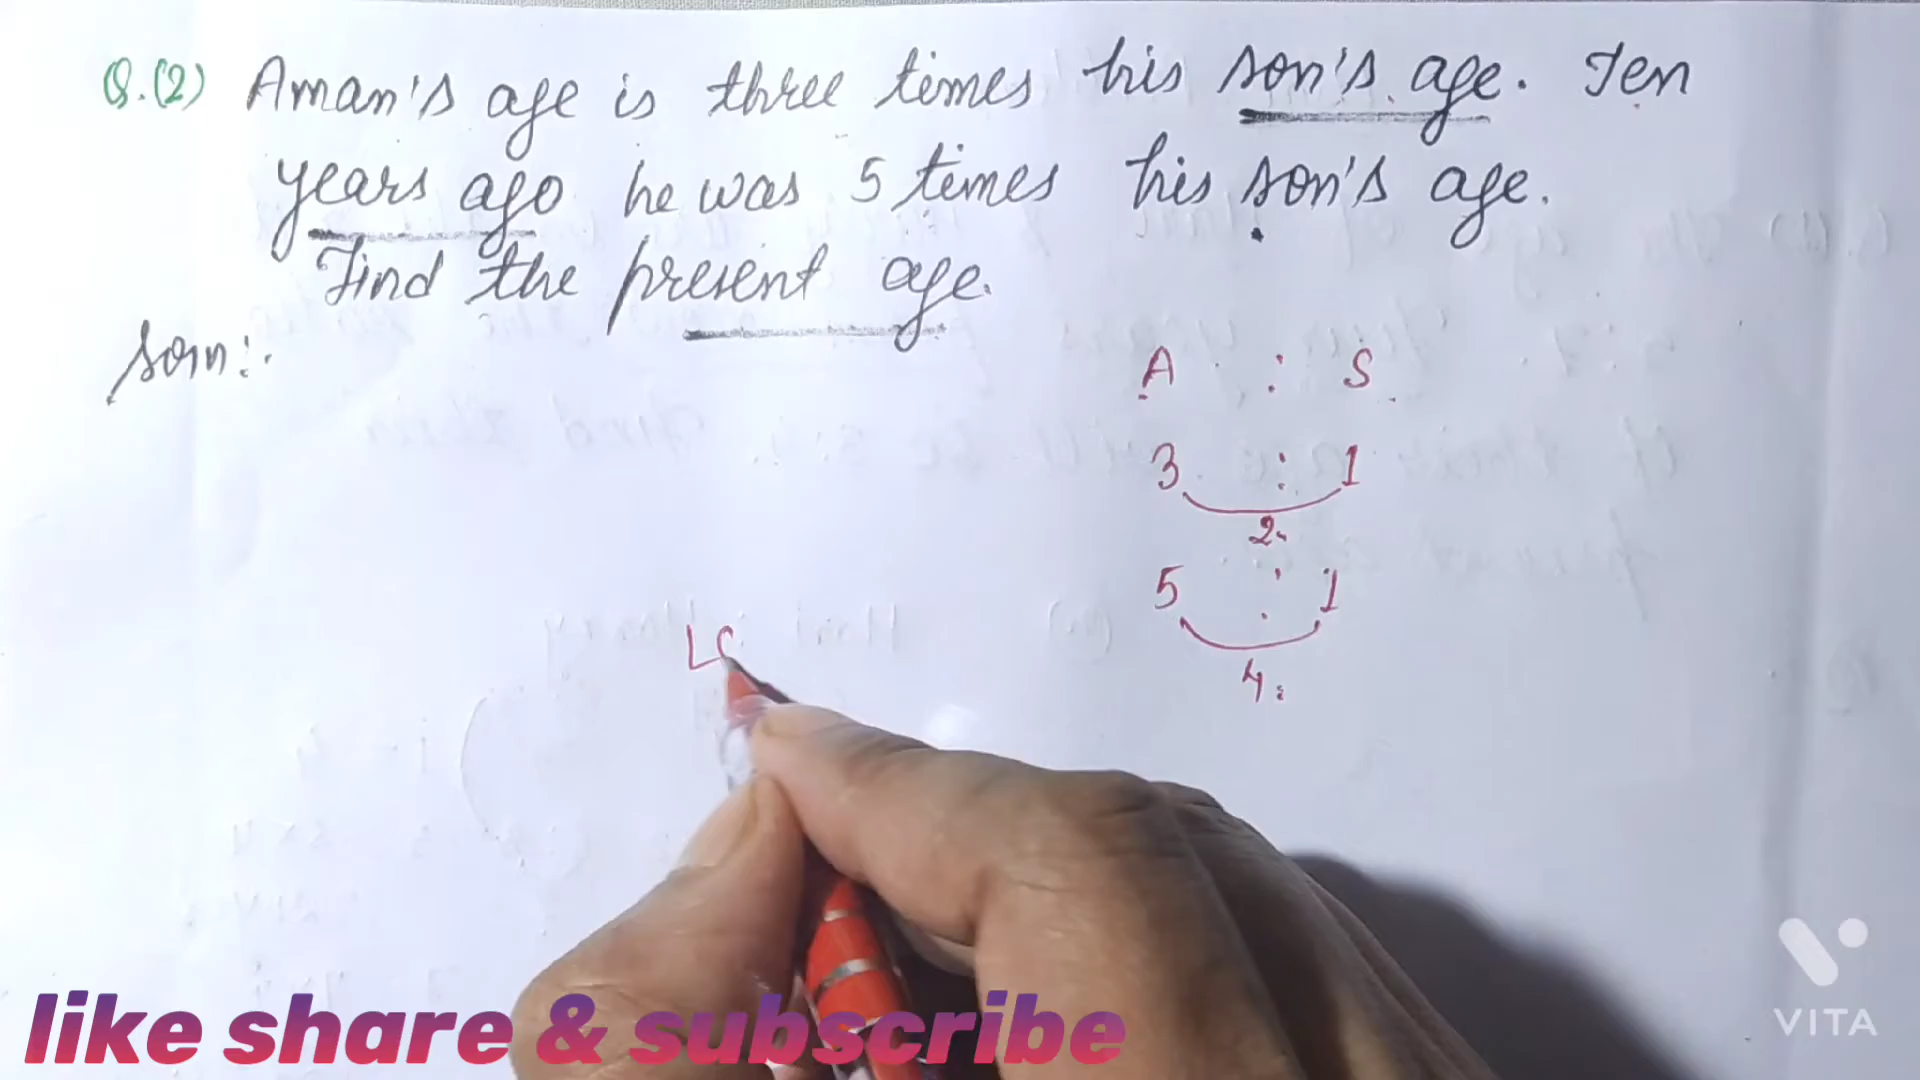 Q.(2) Aman's age is three times his son's age. Ten
years ago he was 5 times his son's age.
Find the present age.
Soln:.
A : S
3 : 1
2
5 : 1
LC
4
like share & subscribe
VITA